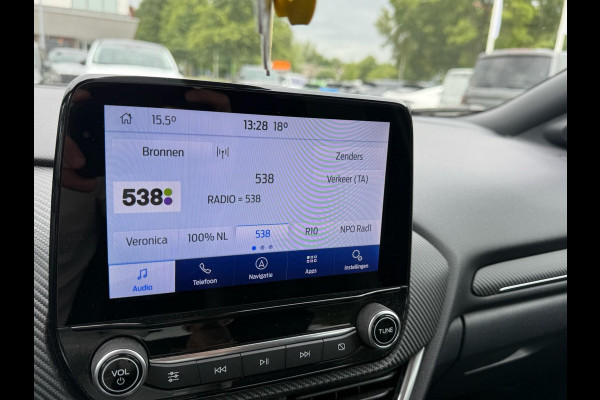 15.5° 13:28 18°
Bronnen Zenders
538
538 Verkeer (TA)
RADIO = 538
Veronica 100% NL 538 R10 NPO Rad1
Audio Telefoon Navigatie Apps Instellingen
VOL TUNE